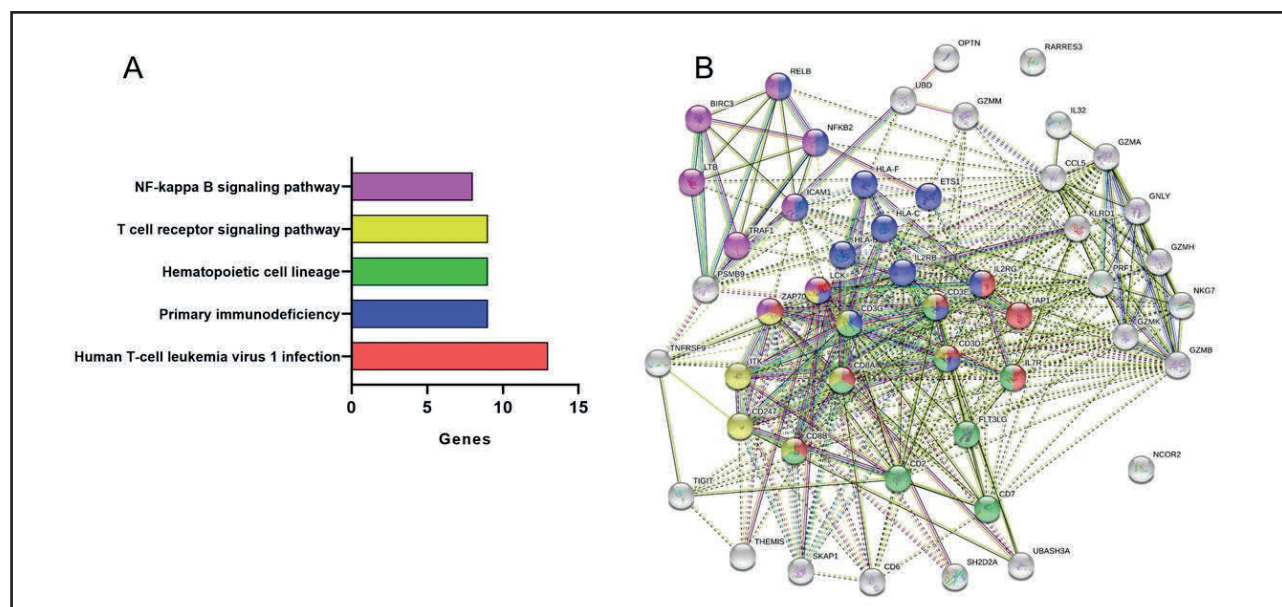 A
NF-kappa B signaling pathway
T cell receptor signaling pathway
Hematopoietic cell lineage
Primary immunodeficiency
Human T-cell leukemia virus 1 infection
0 5 10 15
Genes
B
OPTN
RARRES3
RELB
UBD
BIRC3
GZMM
IL32
NFKB2
GZMA
CCL5
LTB
HLA-F
ETS1
ICAM1
GNLY
HLA-C
KLRD1
TRAF1
HLA-
GZMH
IL2RB
PSMB9
LCK
IL2RG
PRF1
NKG7
ZAP70
CD3E
TAP1
CD3G
GZMK
TNFRSF9
CD3D
GZMB
ITK
CD8A
IL7R
CD247
FLT3LG
CD8B
NCOR2
CD2
TIGIT
CD7
THEMIS
SKAP1
CD6
SH2D2A
UBASH3A